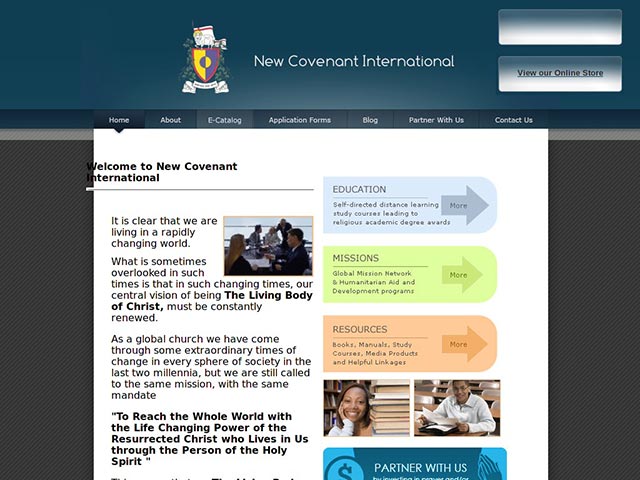 New Covenant International
View our Online Store
Home About E-Catalog Application Forms Blog Partner With Us Contact Us
Welcome to New Covenant
International
It is clear that we are
living in a rapidly
changing world.
What is sometimes
overlooked in such
times is that in such changing times, our
central vision of being The Living Body
of Christ, must be constantly
renewed.
As a global church we have come
through some extraordinary times of
change in every sphere of society in the
last two millennia, but we are still called
to the same mission, with the same
mandate
"To Reach the Whole World with
the Life Changing Power of the
Resurrected Christ who Lives in Us
through the Person of the Holy
Spirit "
EDUCATION
Self-directed distance learning
study courses leading to
religious academic degree awards
More
MISSIONS
Global Mission Network
& Humanitarian Aid and
Development programs
More
RESOURCES
Books, Manuals, Study
Courses, Media Products
and Helpful Linkages
More
PARTNER WITH US
by investing in prayer and/or